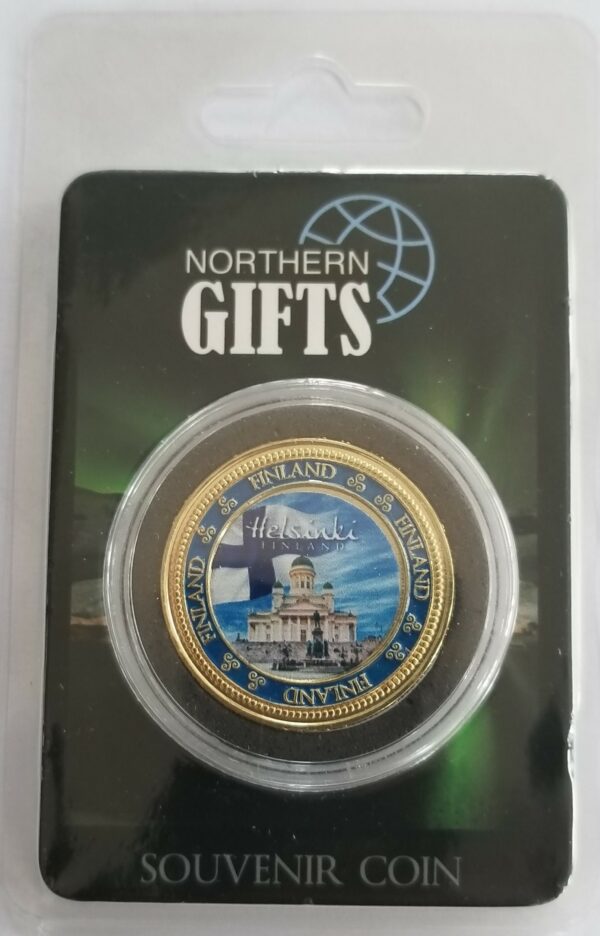 NORTHERN
GIFTS
FINLAND
FINLAND
FINLAND
FINLAND
Helsinki
FINLAND
SOUVENIR COIN